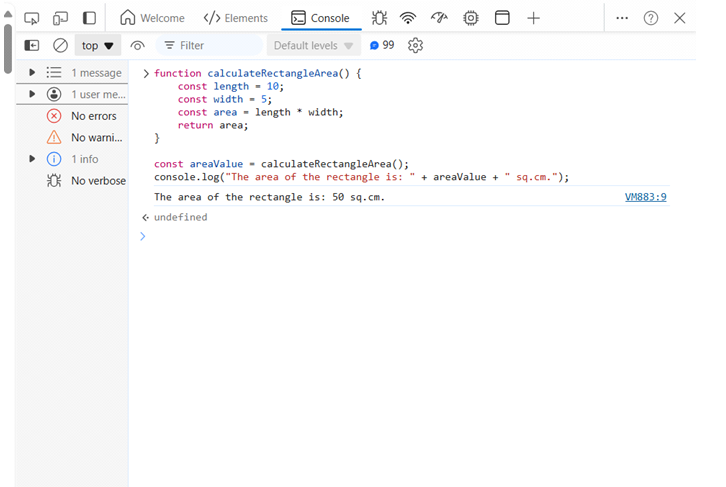 Welcome
Elements
Console
top
Filter
Default levels
99
1 message
1 user me...
No errors
No warni...
1 info
No verbose
function calculateRectangleArea() {
    const length = 10;
    const width = 5;
    const area = length * width;
    return area;
}
const areaValue = calculateRectangleArea();
console.log("The area of the rectangle is: " + areaValue + " sq.cm.");
The area of the rectangle is: 50 sq.cm. VM883:9
undefined